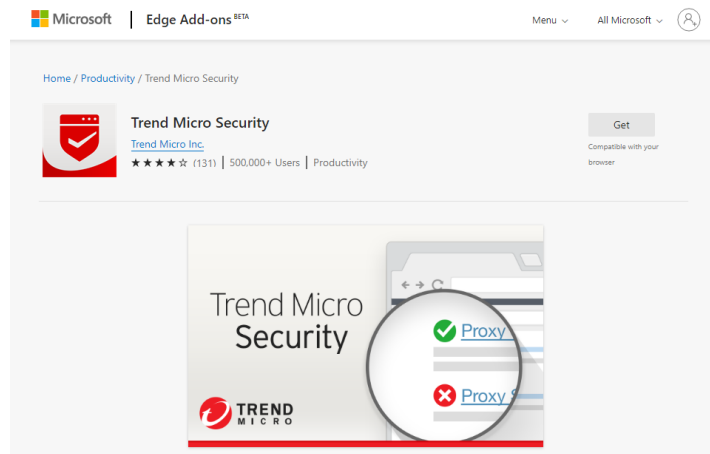 Microsoft | Edge Add-ons BETA Menu All Microsoft
Home / Productivity / Trend Micro Security
Trend Micro Security
Get
Trend Micro Inc.
Compatible with your
browser
(131) | 500,000+ Users | Productivity
Trend Micro
Security
Proxy
Proxy
TREND
MICRO